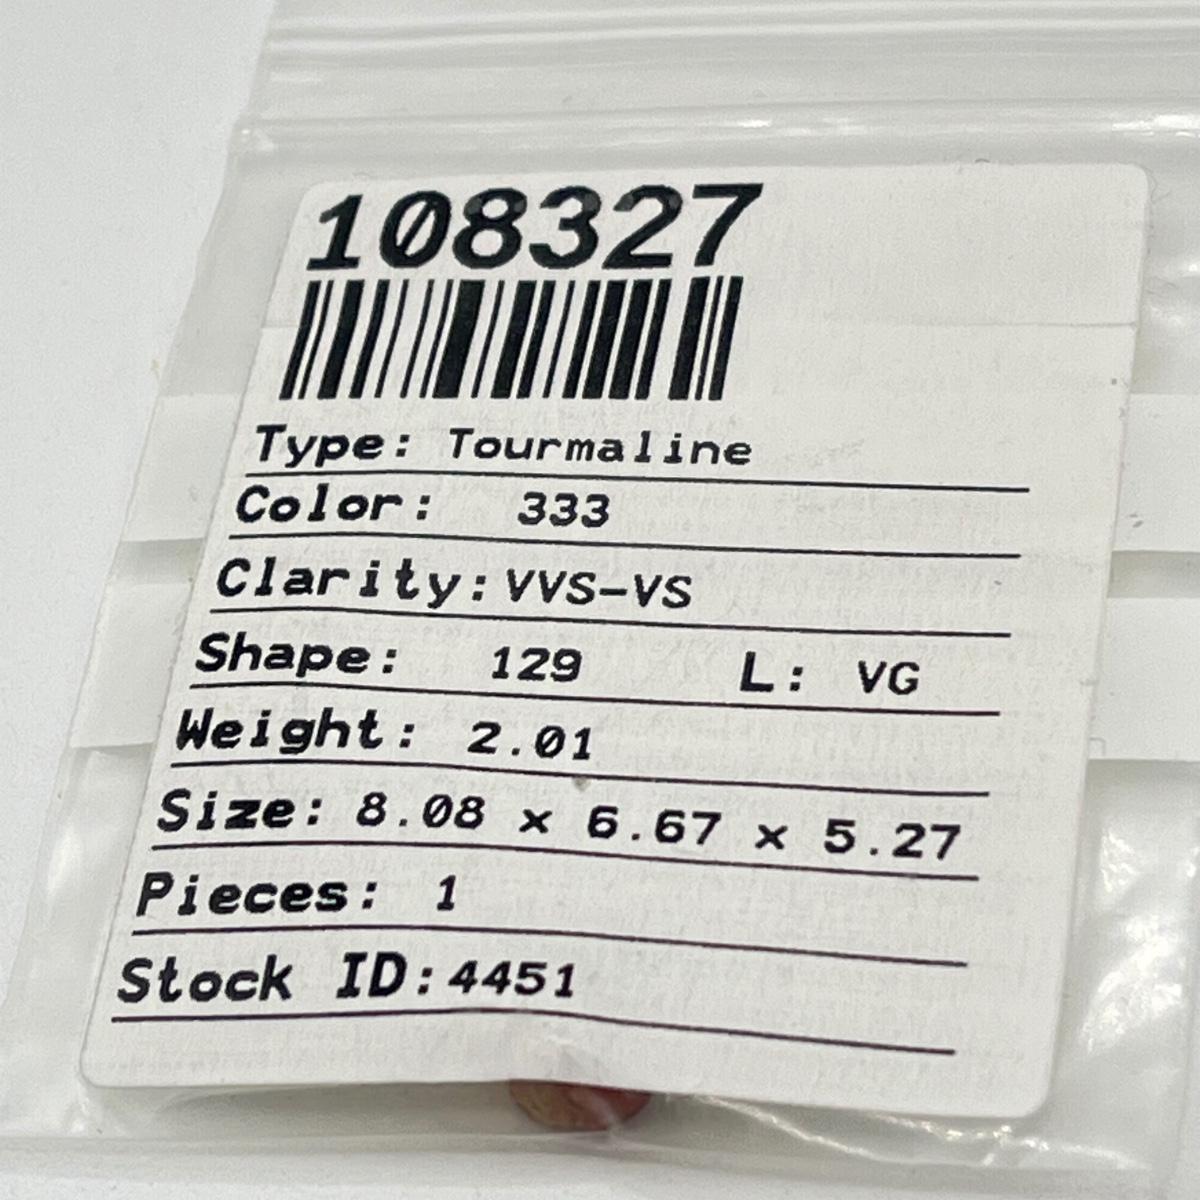 108327
Type: Tourmaline
Color: 333
Clarity: VVS-VS
Shape: 129 L: VG
Weight: 2.01
Size: 8.08 x 6.67 x 5.27
Pieces: 1
Stock ID: 4451